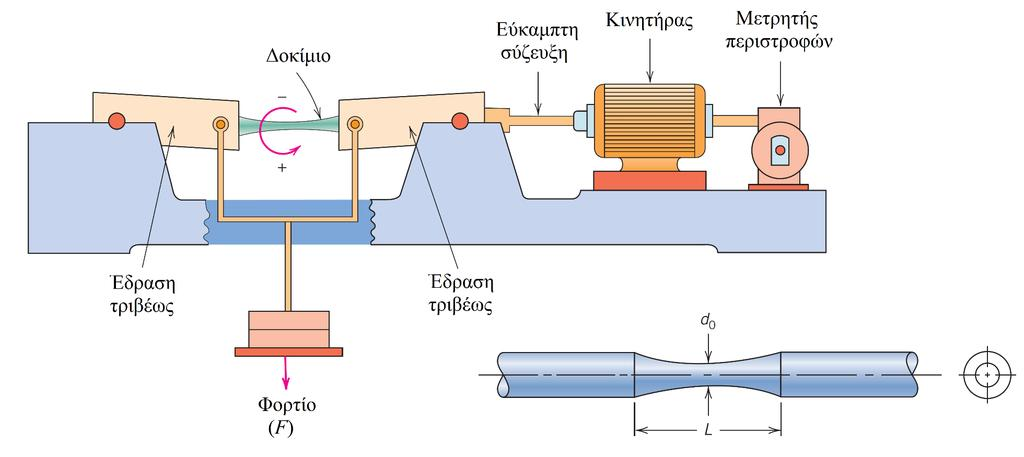 Εύκαμπτη
σύζευξη
Κινητήρας
Μετρητής
περιστροφών
Δοκίμιο
−
+
Έδραση
τριβέως
Έδραση
τριβέως
Φορτίο
(F)
d0
L